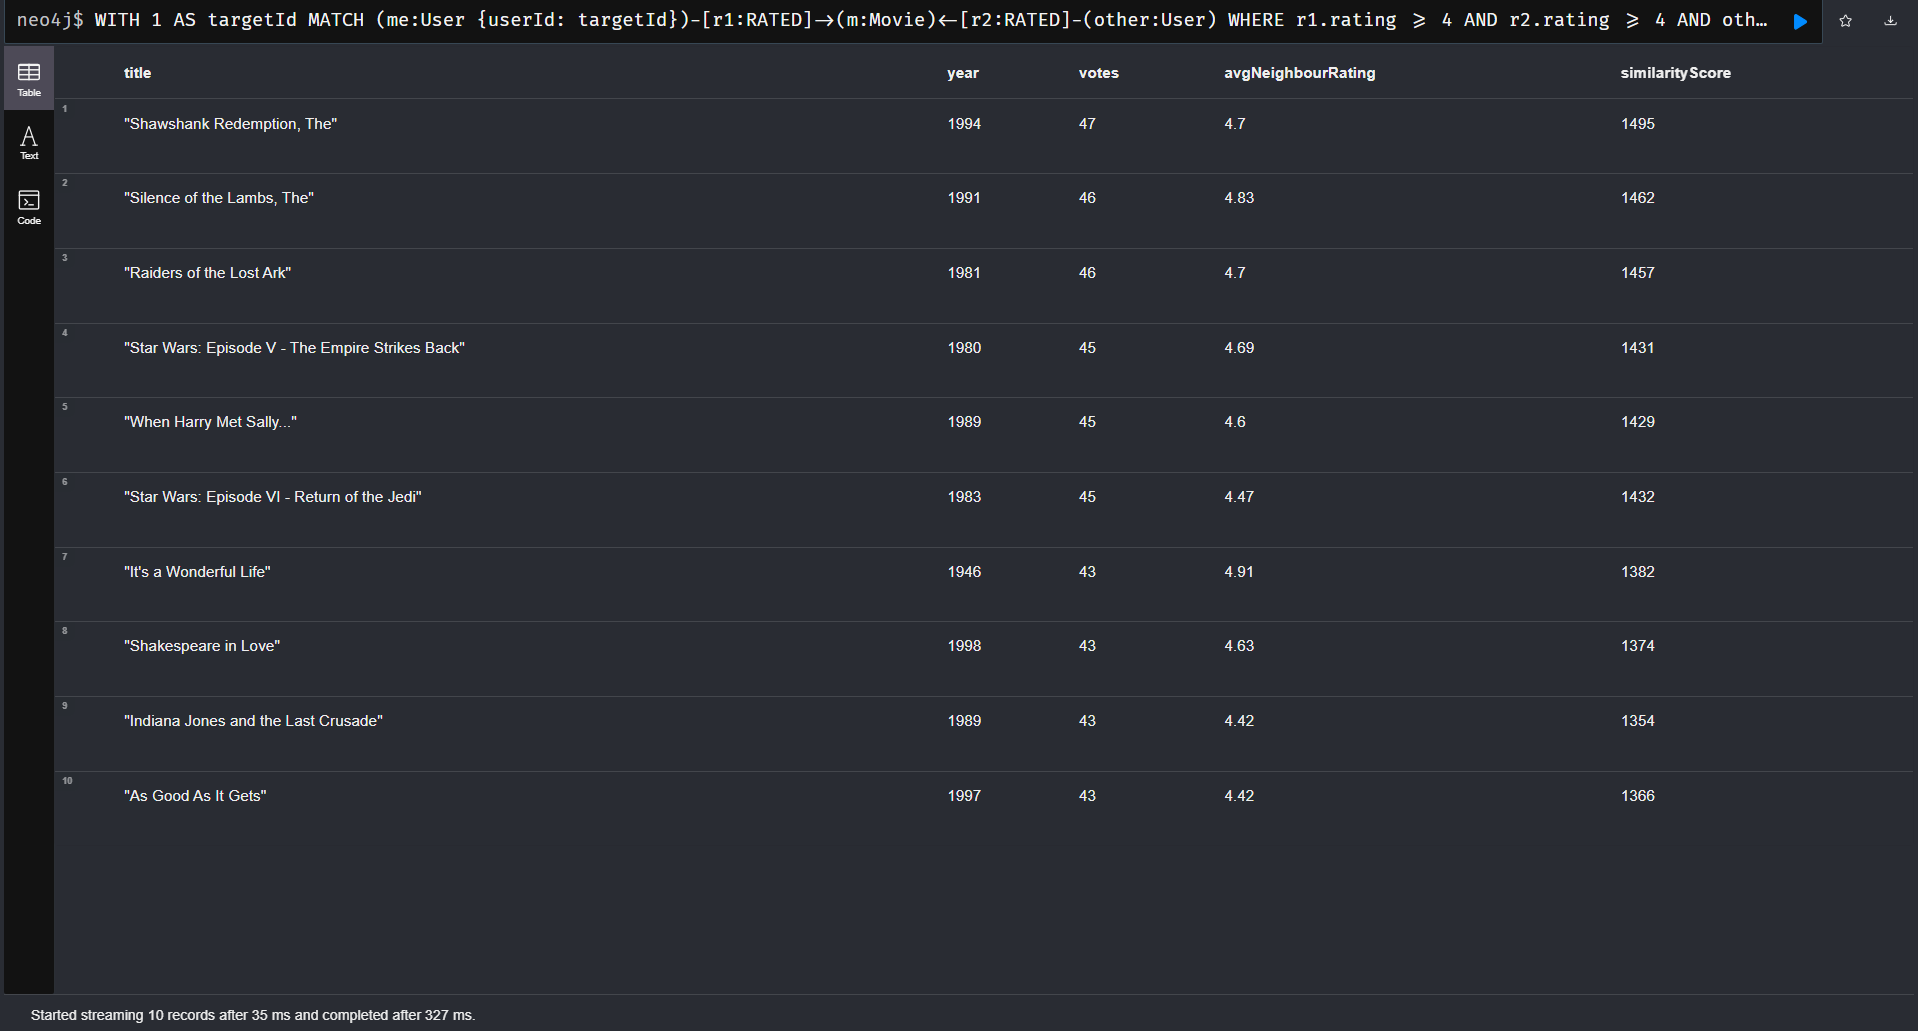 neo4j$ WITH 1 AS targetId MATCH (me:User {userId: targetId})-[r1:RATED]→(m:Movie)←[r2:RATED]-(other:User) WHERE r1.rating ⩾ 4 AND r2.rating ⩾ 4 AND oth…
Table
Text
Code
title year votes avgNeighbourRating similarityScore
1
"Shawshank Redemption, The" 1994 47 4.7 1495
2
"Silence of the Lambs, The" 1991 46 4.83 1462
3
"Raiders of the Lost Ark" 1981 46 4.7 1457
4
"Star Wars: Episode V - The Empire Strikes Back" 1980 45 4.69 1431
5
"When Harry Met Sally..." 1989 45 4.6 1429
6
"Star Wars: Episode VI - Return of the Jedi" 1983 45 4.47 1432
7
"It's a Wonderful Life" 1946 43 4.91 1382
8
"Shakespeare in Love" 1998 43 4.63 1374
9
"Indiana Jones and the Last Crusade" 1989 43 4.42 1354
10
"As Good As It Gets" 1997 43 4.42 1366
Started streaming 10 records after 35 ms and completed after 327 ms.